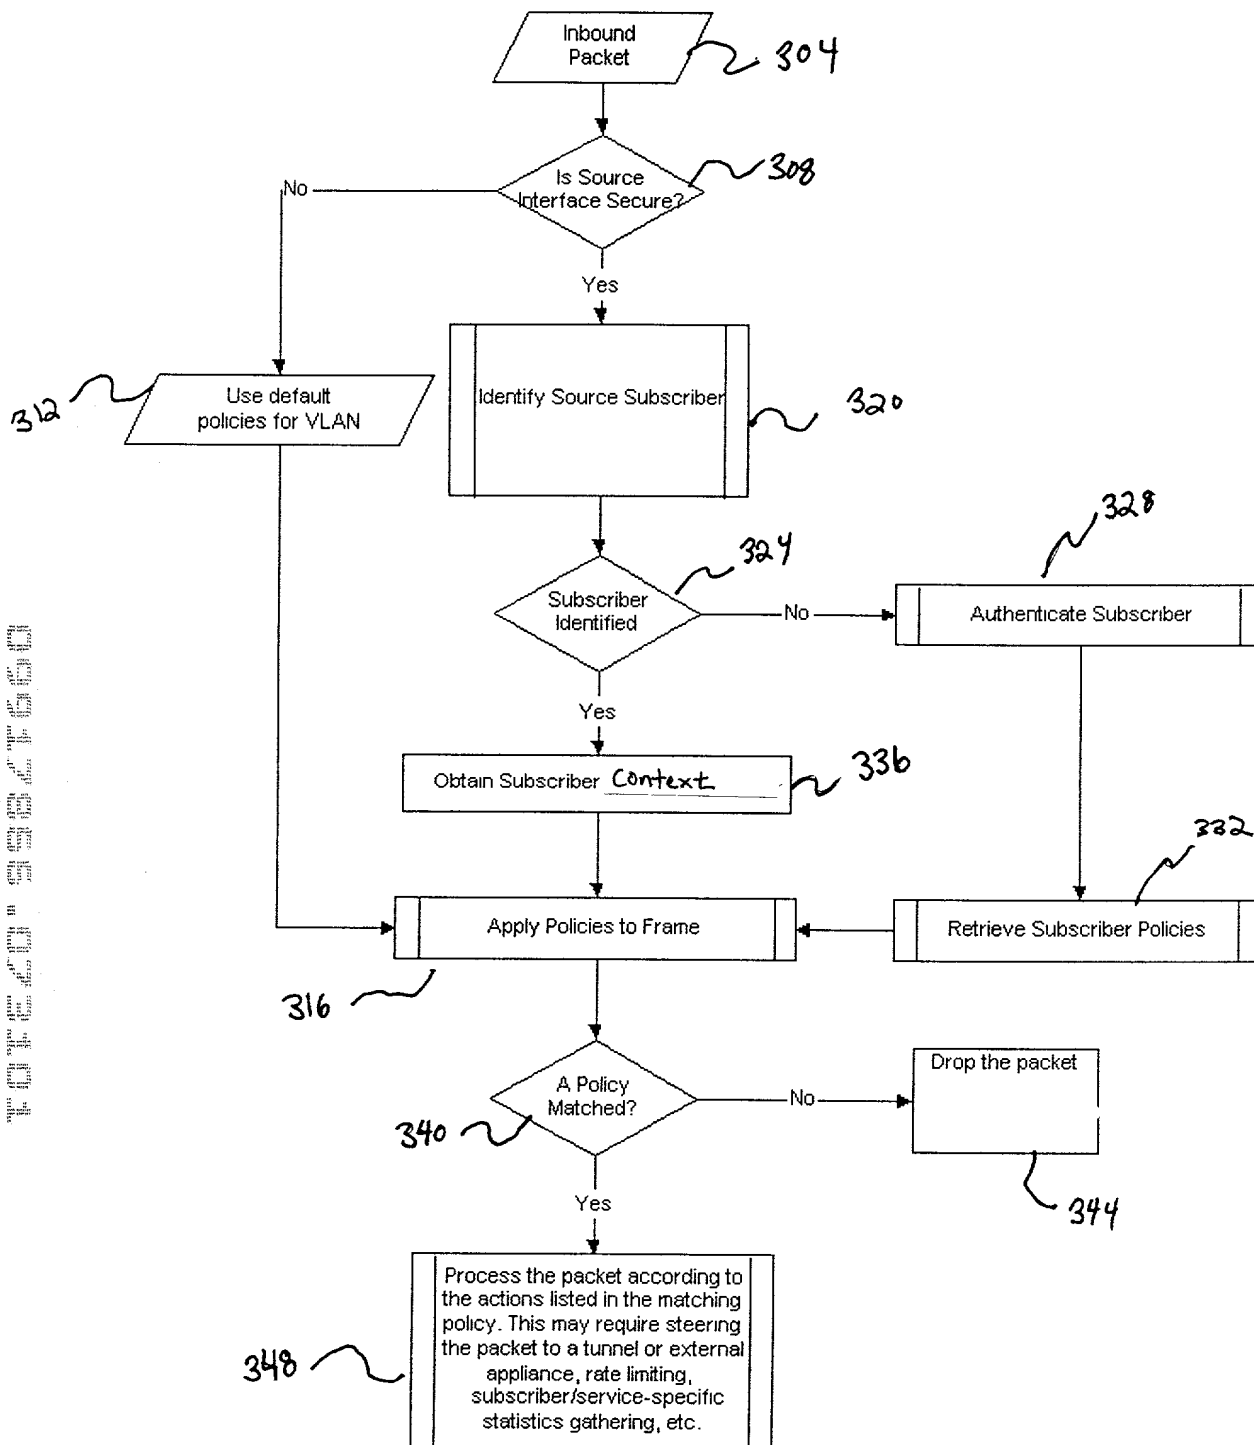 Inbound
Packet
304
Is Source
Interface Secure?
308
No
Yes
312
Use default
policies for VLAN
Identify Source Subscriber
320
328
324
Subscriber
Identified
No
Authenticate Subscriber
Yes
Obtain Subscriber Context
336
332
Apply Policies to Frame
Retrieve Subscriber Policies
316
A Policy
Matched?
No
Drop the packet
340
344
Yes
Process the packet according to
the actions listed in the matching
policy. This may require steering
the packet to a tunnel or external
appliance, rate limiting,
subscriber/service-specific
statistics gathering, etc.
348